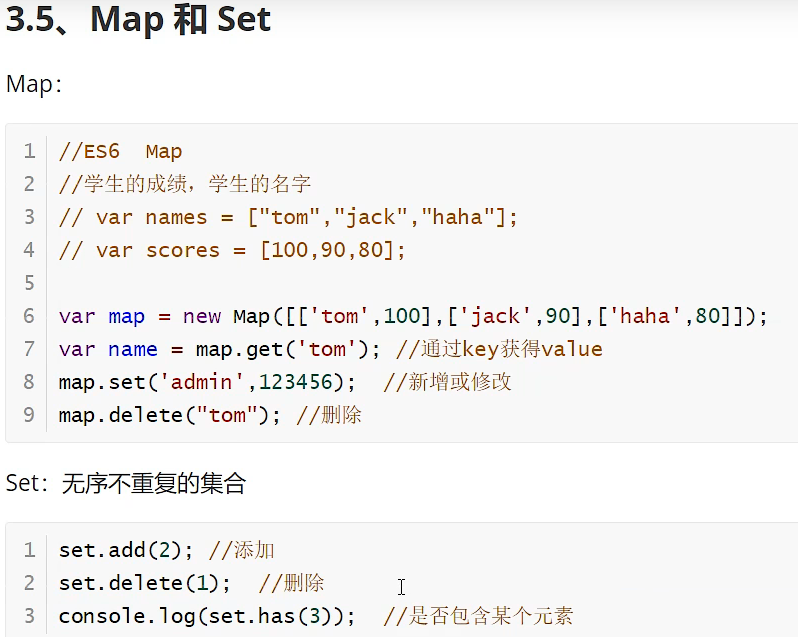 3.5、Map 和 Set
Map：
1 //ES6  Map
2 //学生的成绩，学生的名字
3 // var names = ["tom","jack","haha"];
4 // var scores = [100,90,80];
5
6 var map = new Map([['tom',100],['jack',90],['haha',80]]);
7 var name = map.get('tom'); //通过key获得value
8 map.set('admin',123456);  //新增或修改
9 map.delete("tom"); //删除
Set：无序不重复的集合
1 set.add(2); //添加
2 set.delete(1);  //删除
3 console.log(set.has(3));  //是否包含某个元素